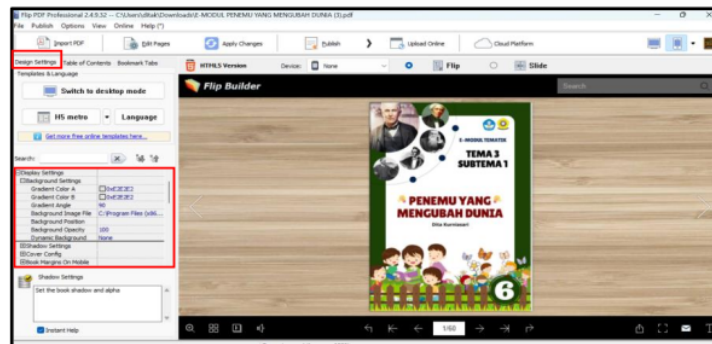 Flip PDF Professional 2.4.9.32 -- C:\Users\ditak\Downloads\E-MODUL PENEMU YANG MENGUBAH DUNIA (3).pdf
File Publish Options View Online Help (*)
Import PDF Edit Pages Apply Changes Publish Upload Online Cloud Platform
Design Settings Table of Contents Bookmark Tabs HTML5 Version Device: None Flip Slide
Templates & Language
Flip Builder Search
Switch to desktop mode
H5 metro Language
Get more free online templates here...
Search:
Display Settings
Background Settings
Gradient Color A 0xE2E2E2
Gradient Color B 0xE2E2E2
Gradient Angle 90
Background Image File C:\Program Files (x86...
Background Position
Background Opacity 100
Dynamic Background None
Shadow Settings
Cover Config
Book Margins On Mobile
Shadow Settings
Set the book shadow and alpha
Instant Help
E-MODUL TEMATIK
TEMA 3
SUBTEMA 1
PENEMU YANG
MENGUBAH DUNIA
Dita Kurniasari
6
1/60